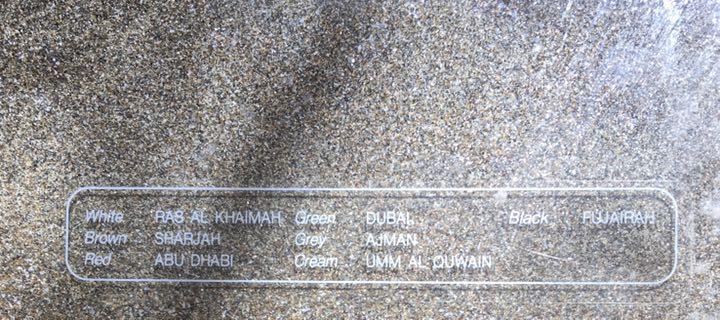 White : RAS AL KHAIMAH Green : DUBAI Black : FUJAIRAH
Brown : SHARJAH Grey : AJMAN
Red : ABU DHABI Cream : UMM AL QUWAIN